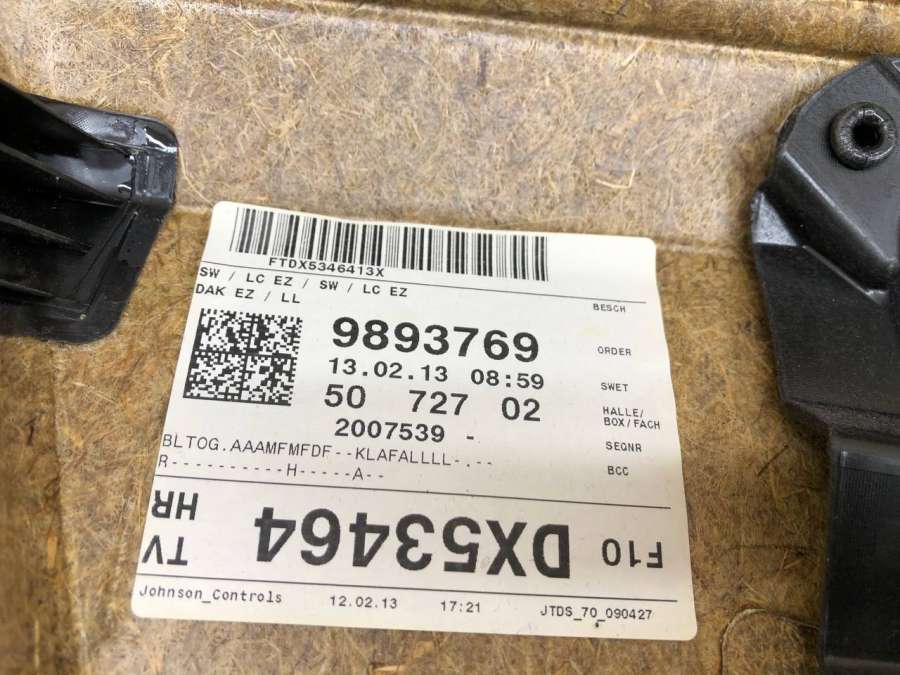 FTDX5346413X
SW / LC EZ / SW / LC EZ
DAK EZ / LL
BESCH
9893769
ORDER
13.02.13 08:59
SWET
50 727 02
HALLE/
BOX/FACH
2007539 -
SEQNR
BLTOG.AAAMFMFDF--KLAFALLLL-.--
BCC
R----------H-----A--
F10 DX53464 TV
HR
Johnson_Controls 12.02.13 17:21 JTDS_70_090427